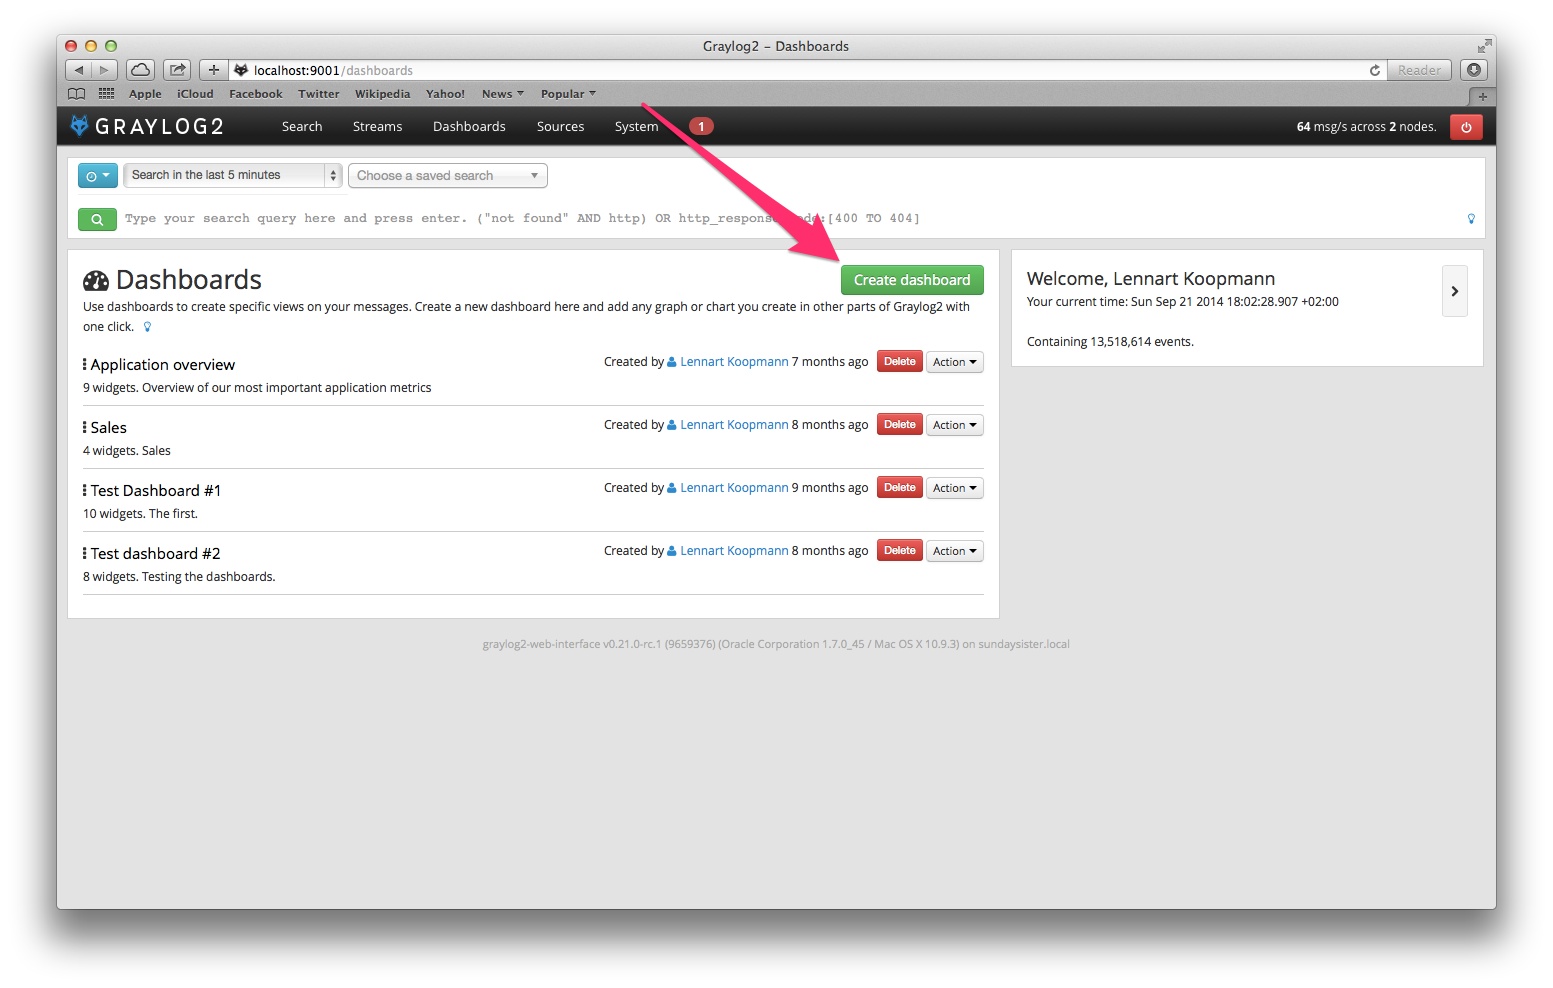 Graylog2 – Dashboards
localhost:9001/dashboards
Reader
Apple iCloud Facebook Twitter Wikipedia Yahoo! News Popular
GRAYLOG2 Search Streams Dashboards Sources System 1 64 msg/s across 2 nodes.
Search in the last 5 minutes Choose a saved search
Type your search query here and press enter. ("not found" AND http) OR de:[400 TO 404]
Dashboards Create dashboard
Use dashboards to create specific views on your messages. Create a new dashboard here and add any graph or chart you create in other parts of Graylog2 with
one click.
Application overview Created by Lennart Koopmann 7 months ago Delete Action
9 widgets. Overview of our most important application metrics
Sales Created by Lennart Koopmann 8 months ago Delete Action
4 widgets. Sales
Test Dashboard #1 Created by Lennart Koopmann 9 months ago Delete Action
10 widgets. The first.
Test dashboard #2 Created by Lennart Koopmann 8 months ago Delete Action
8 widgets. Testing the dashboards.
Welcome, Lennart Koopmann
Your current time: Sun Sep 21 2014 18:02:28.907 +02:00
Containing 13,518,614 events.
graylog2-web-interface v0.21.0-rc.1 (9659376) (Oracle Corporation 1.7.0_45 / Mac OS X 10.9.3) on sundaysister.local